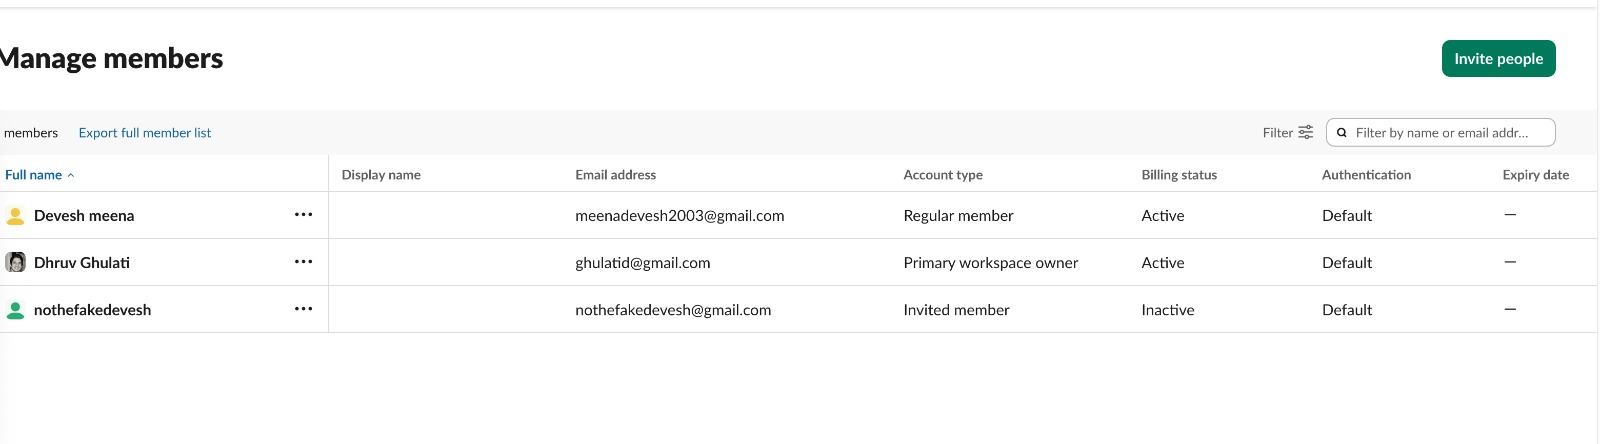 Manage members
Invite people
members Export full member list Filter Filter by name or email addr...
Full name Display name Email address Account type Billing status Authentication Expiry date
Devesh meena ••• meenadevesh2003@gmail.com Regular member Active Default —
Dhruv Ghulati ••• ghulatid@gmail.com Primary workspace owner Active Default —
nothefakedevesh ••• nothefakedevesh@gmail.com Invited member Inactive Default —